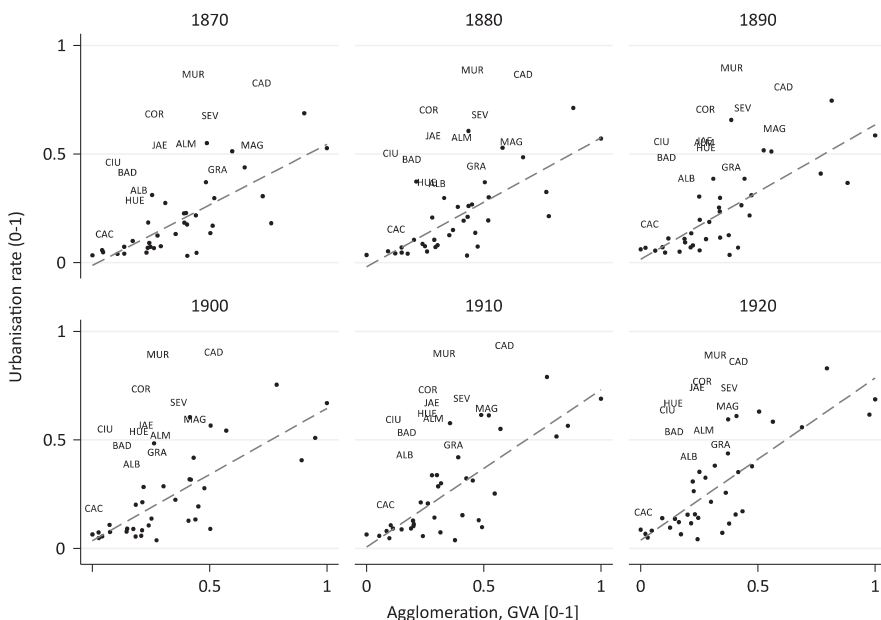 1870 1880 1890
1
MUR
CAD
COR SEV
JAE ALM MAG
CIU
BAD GRA
ALB
HUE
CAC
MUR CAD
COR SEV
JAE ALM MAG
CIU BAD
GRA
HUE ALB
CAC
MUR
CAD
COR SEV
MAG
CIU JAE ALM
HUE
BAD
GRA
ALB
CAC
0.5
0
Urbanisation rate (0-1)
1900 1910 1920
1
MUR CAD
COR
SEV
MAG
JAE
CIU HUE ALM
BAD
GRA
ALB
CAC
CAD
MUR
COR
SEV
JAE
MAG
HUE
CIU ALM
BAD
GRA
ALB
CAC
MUR
CAD
COR
JAE SEV
HUE
MAG
CIU
BAD ALM
GRA
ALB
CAC
0.5
0
0.5 1 0 0.5 1 0 0.5 1
Agglomeration, GVA [0-1]